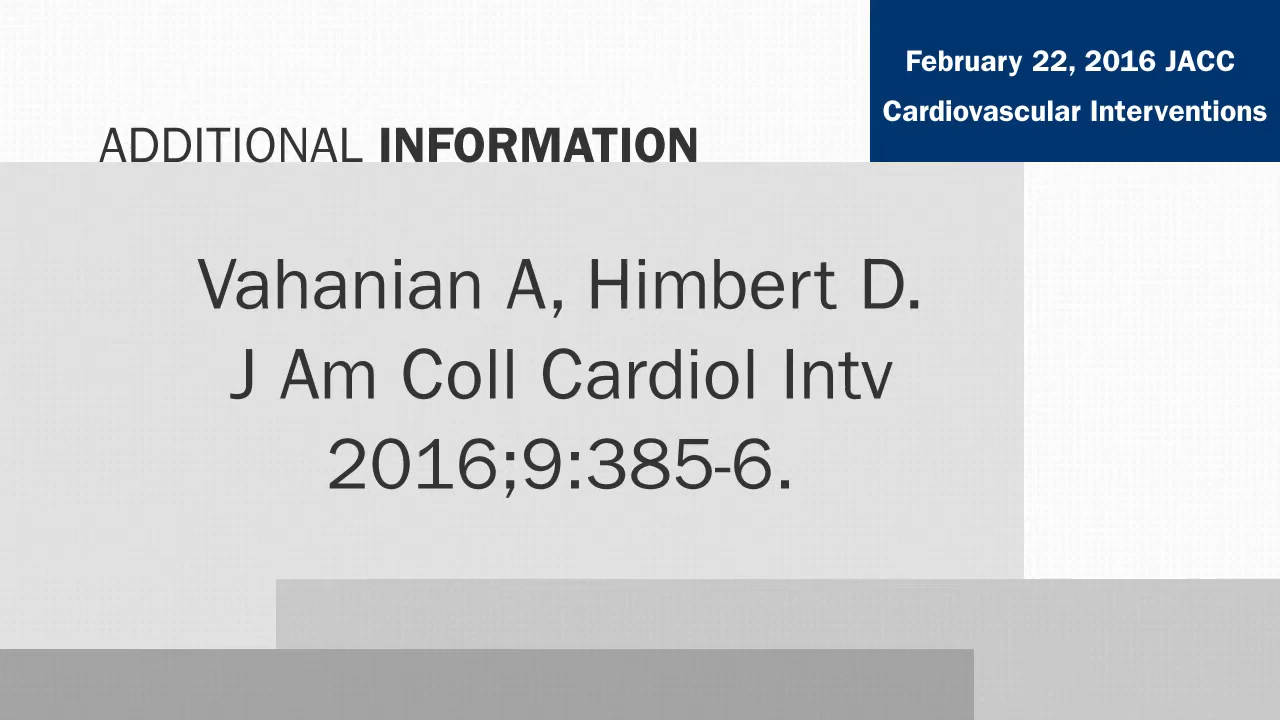 February 22, 2016 JACC
Cardiovascular Interventions
ADDITIONAL INFORMATION
Vahanian A, Himbert D.
J Am Coll Cardiol Intv
2016;9:385-6.